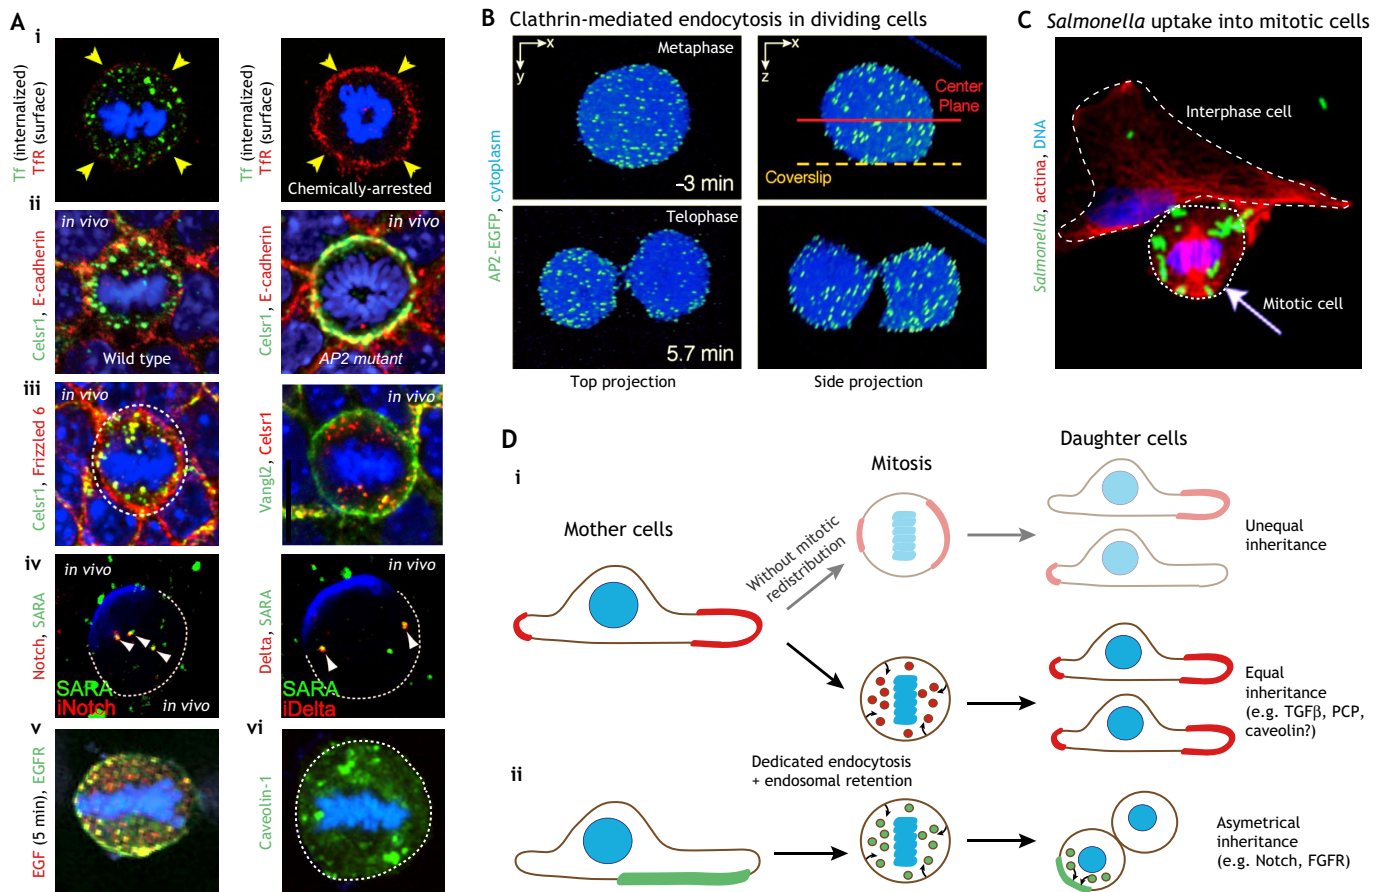 A
i
Tf (internalized)
TfR (surface)
Tf (internalized)
TfR (surface)
Chemically-arrested
ii
in vivo
Celsr1, E-cadherin
Wild type
in vivo
Celsr1, E-cadherin
AP2 mutant
iii
in vivo
Celsr1, Frizzled 6
in vivo
Vangl2, Celsr1
iv
in vivo
Notch, SARA
SARA
iNotch
in vivo
in vivo
Delta, SARA
SARA
iDelta
v
EGF (5 min), EGFR
vi
Caveolin-1
B Clathrin-mediated endocytosis in dividing cells
AP2-EGFP, cytoplasm
x
y
Metaphase
-3 min
x
z
Center
Plane
Coverslip
Telophase
5.7 min
Top projection
Side projection
C Salmonella uptake into mitotic cells
Salmonella, actina, DNA
Interphase cell
Mitotic cell
D
i
Mother cells
Mitosis
Daughter cells
Without mitotic
redistribution
Unequal
inheritance
Equal
inheritance
(e.g. TGFβ, PCP,
caveolin?)
ii
Dedicated endocytosis
+ endosomal retention
Asymetrical
inheritance
(e.g. Notch, FGFR)